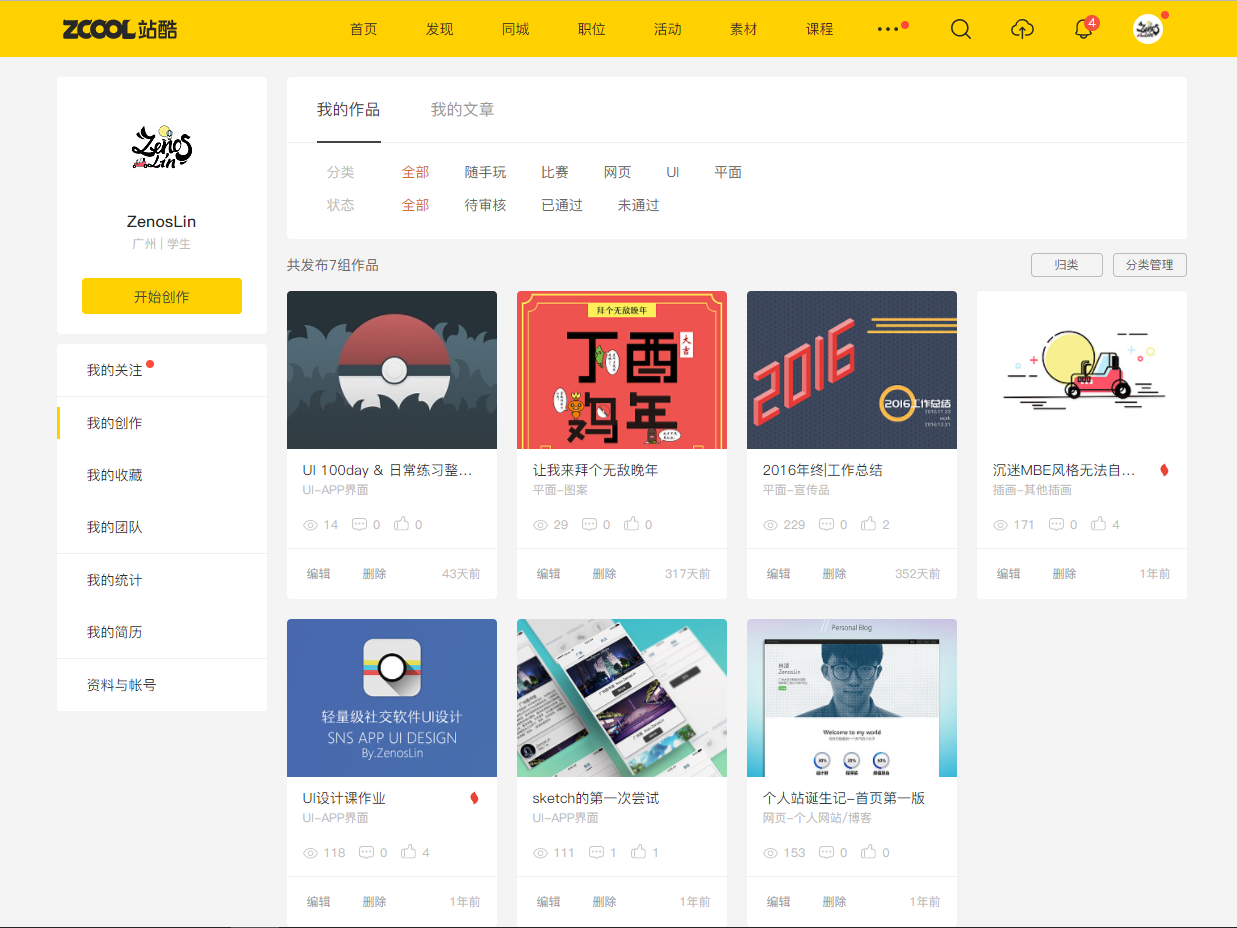 ZCOOL站酷
首页 发现 同城 职位 活动 素材 课程 ••• 4
Zenos Lin
ZenosLin
广州 | 学生
开始创作
我的关注
我的创作
我的收藏
我的团队
我的统计
我的简历
资料与帐号
我的作品 我的文章
分类 全部 随手玩 比赛 网页 UI 平面
状态 全部 待审核 已通过 未通过
共发布7组作品 归类 分类管理
拜个无敌晚年
丁酉
大吉
鸡年
2016
2016工作总结
2016.11.23
work
2016.12.31
UI 100day & 日常练习整...
UI-APP界面
14 0 0
编辑 删除 43天前
让我来拜个无敌晚年
平面-图案
29 0 0
编辑 删除 317天前
2016年终|工作总结
平面-宣传品
229 0 2
编辑 删除 352天前
沉迷MBE风格无法自...
插画-其他插画
171 0 4
编辑 删除 1年前
轻量级社交软件UI设计
SNS APP UI DESIGN
By.ZenosLin
UI设计课作业
UI-APP界面
118 0 4
编辑 删除 1年前
sketch的第一次尝试
UI-APP界面
111 1 1
编辑 删除 1年前
Personal Blog
ZenosLin
Welcome to my world
个人站诞生记-首页第一版
网页-个人网站/博客
153 0 0
编辑 删除 1年前